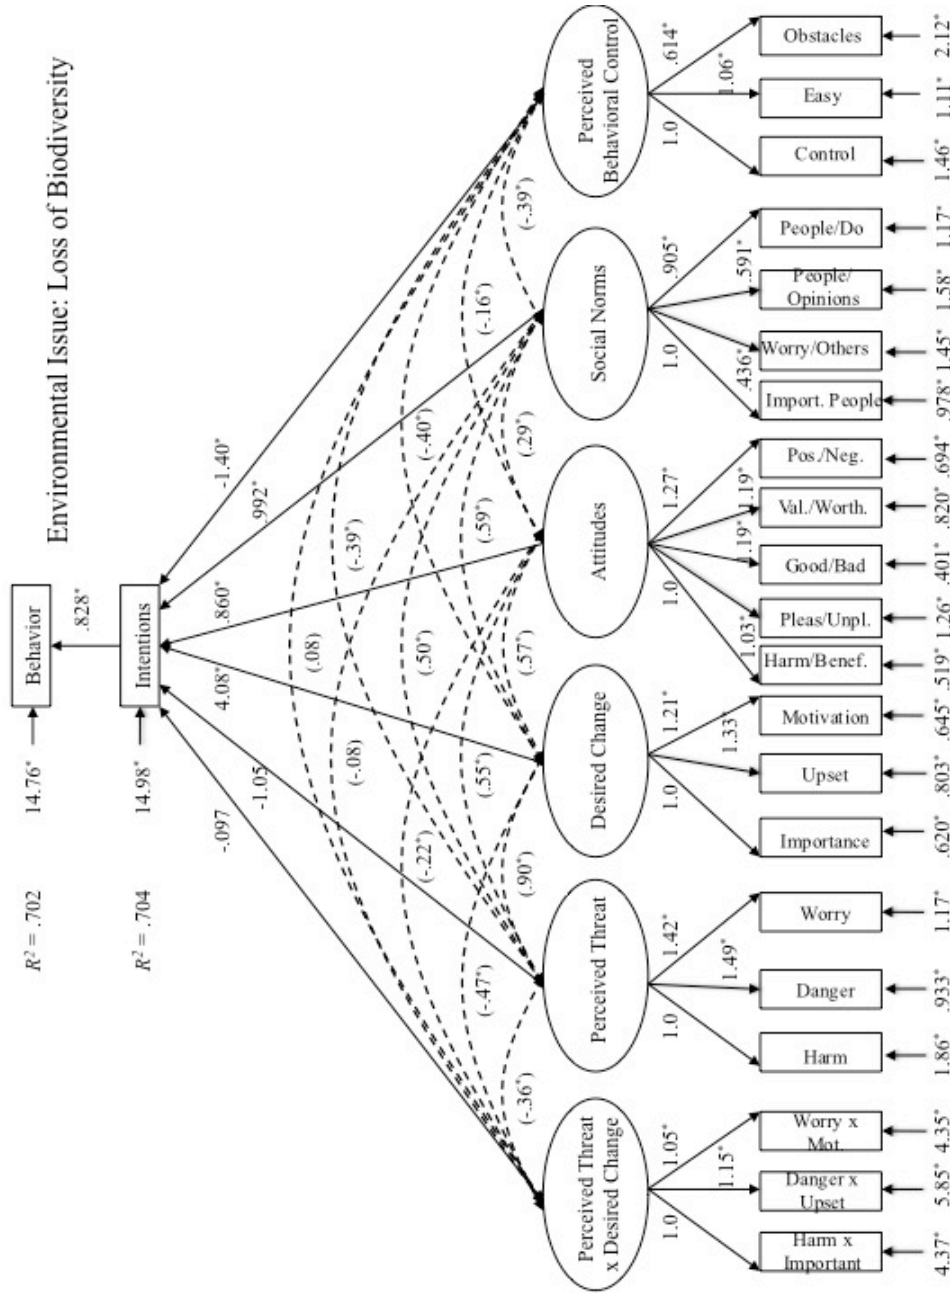 Environmental Issue: Loss of Biodiversity
R² = .702
14.76*
Behavior
.828*
R² = .704
14.98*
Intentions
-.097
-1.05
4.08*
.860*
.992*
-1.40*
(.08)
(-.08)
(-.39*)
(-.22*)
(.50*)
(-.40*)
(-.47*)
(.55*)
(.59*)
(-.16*)
(-.36*)
(.90*)
(.57*)
(.29*)
(-.39*)
Perceived Threat
x Desired Change
Perceived Threat
Desired Change
Attitudes
Social Norms
Perceived
Behavioral Control
1.0
1.15*
1.05*
1.0
1.49*
1.42*
1.0
1.33*
1.21*
1.0
1.03*
1.19*
1.19*
1.27*
1.0
.436*
.591*
.905*
1.0
1.06*
.614*
Harm x
Important
Danger x
Upset
Worry x
Mot.
Harm
Danger
Worry
Importance
Upset
Motivation
Harm/Benef.
Pleas/Unpl.
Good/Bad
Val./Worth.
Pos./Neg.
Import. People
Worry/Others
People/
Opinions
People/Do
Control
Easy
Obstacles
4.37*
5.85*
4.35*
1.86*
.933*
1.17*
.620*
.803*
.645*
.519*
1.26*
.401*
.820*
.694*
.978*
1.45*
1.58*
1.17*
1.46*
1.11*
2.12*